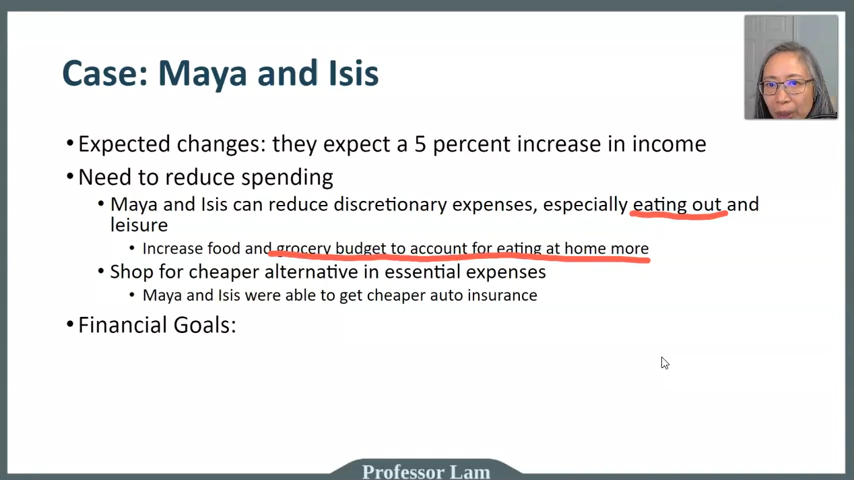 Case: Maya and Isis
•Expected changes: they expect a 5 percent increase in income
•Need to reduce spending
• Maya and Isis can reduce discretionary expenses, especially eating out and
leisure
• Increase food and grocery budget to account for eating at home more
• Shop for cheaper alternative in essential expenses
• Maya and Isis were able to get cheaper auto insurance
•Financial Goals:
Professor Lam